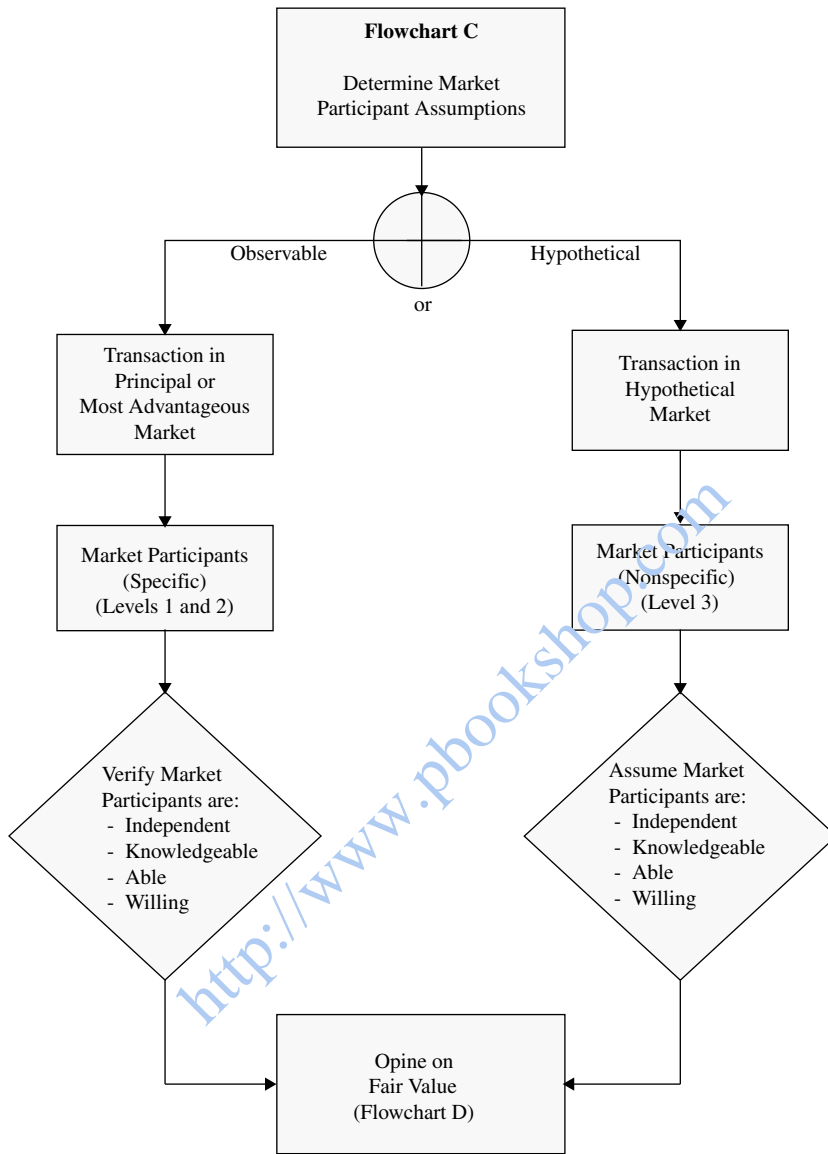 Flowchart C
Determine Market
Participant Assumptions
Observable
Hypothetical
or
Transaction in
Principal or
Most Advantageous
Market
Transaction in
Hypothetical
Market
Market Participants
(Specific)
(Levels 1 and 2)
Market Participants
(Nonspecific)
(Level 3)
Verify Market
Participants are:
- Independent
- Knowledgeable
- Able
- Willing
Assume Market
Participants are:
- Independent
- Knowledgeable
- Able
- Willing
Opine on
Fair Value
(Flowchart D)
http://www.pbookshop.com